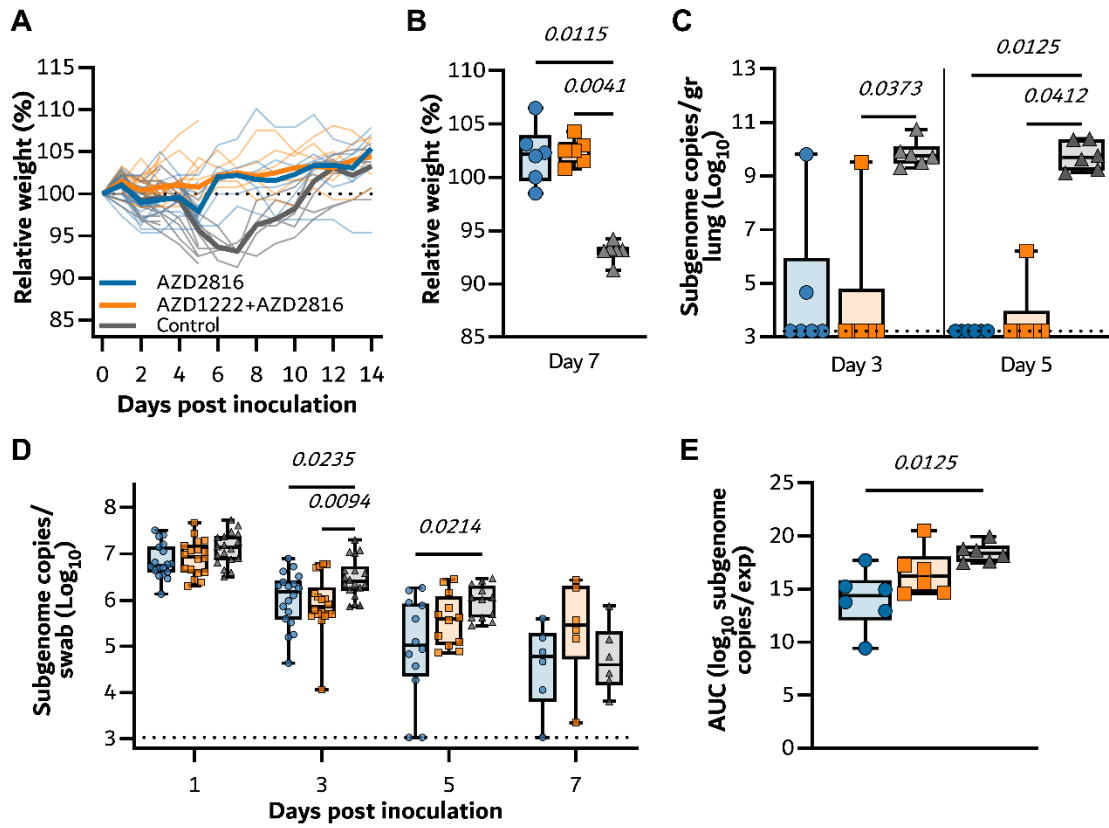 A
Relative weight (%)
115
110
105
100
95
90
85
AZD2816
AZD1222+AZD2816
Control
0 2 4 6 8 10 12 14
Days post inoculation
B
Relative weight (%)
0.0115
0.0041
110
105
100
95
90
85
Day 7
C
Subgenome copies/gr
lung (Log10)
0.0125
0.0373
0.0412
13
11
9
7
5
3
Day 3 Day 5
D
Subgenome copies/
swab (Log10)
0.0235
0.0094
0.0214
8
7
6
5
4
3
1 3 5 7
Days post inoculation
E
AUC (log10 subgenome
copies/exp)
0.0125
25
20
15
10
5
0